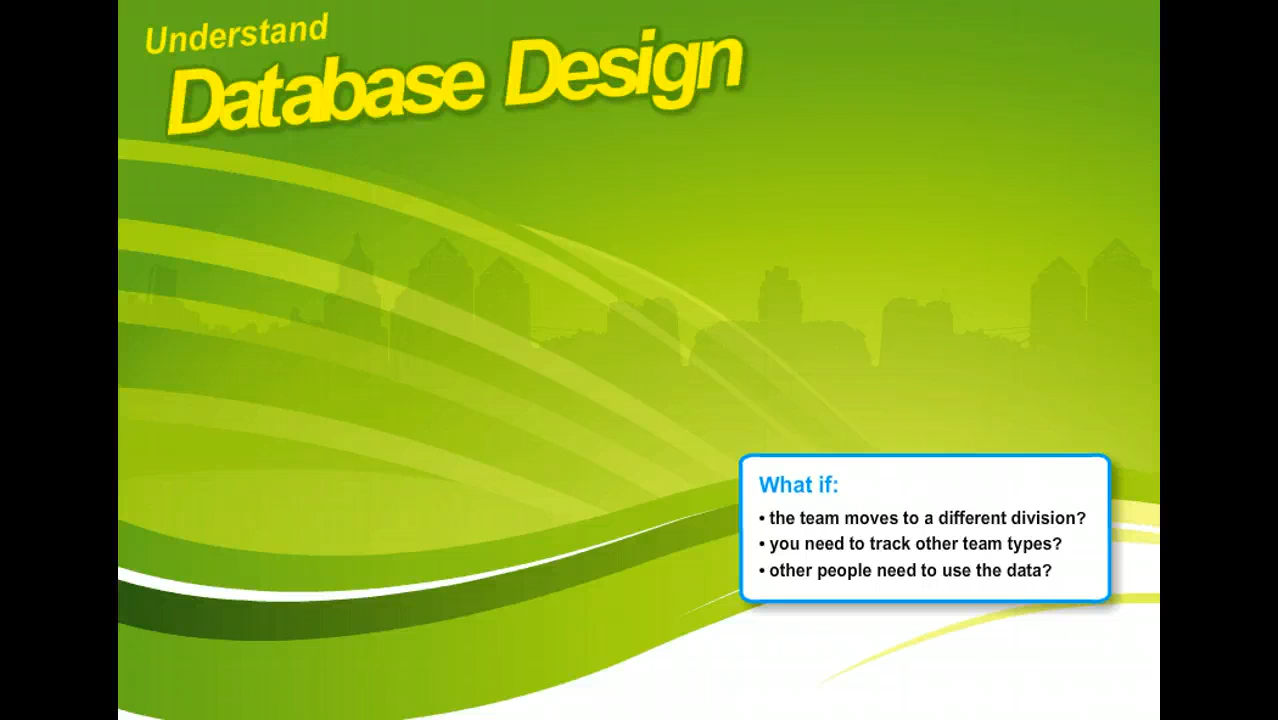 Understand
Database Design
What if:
• the team moves to a different division?
• you need to track other team types?
• other people need to use the data?